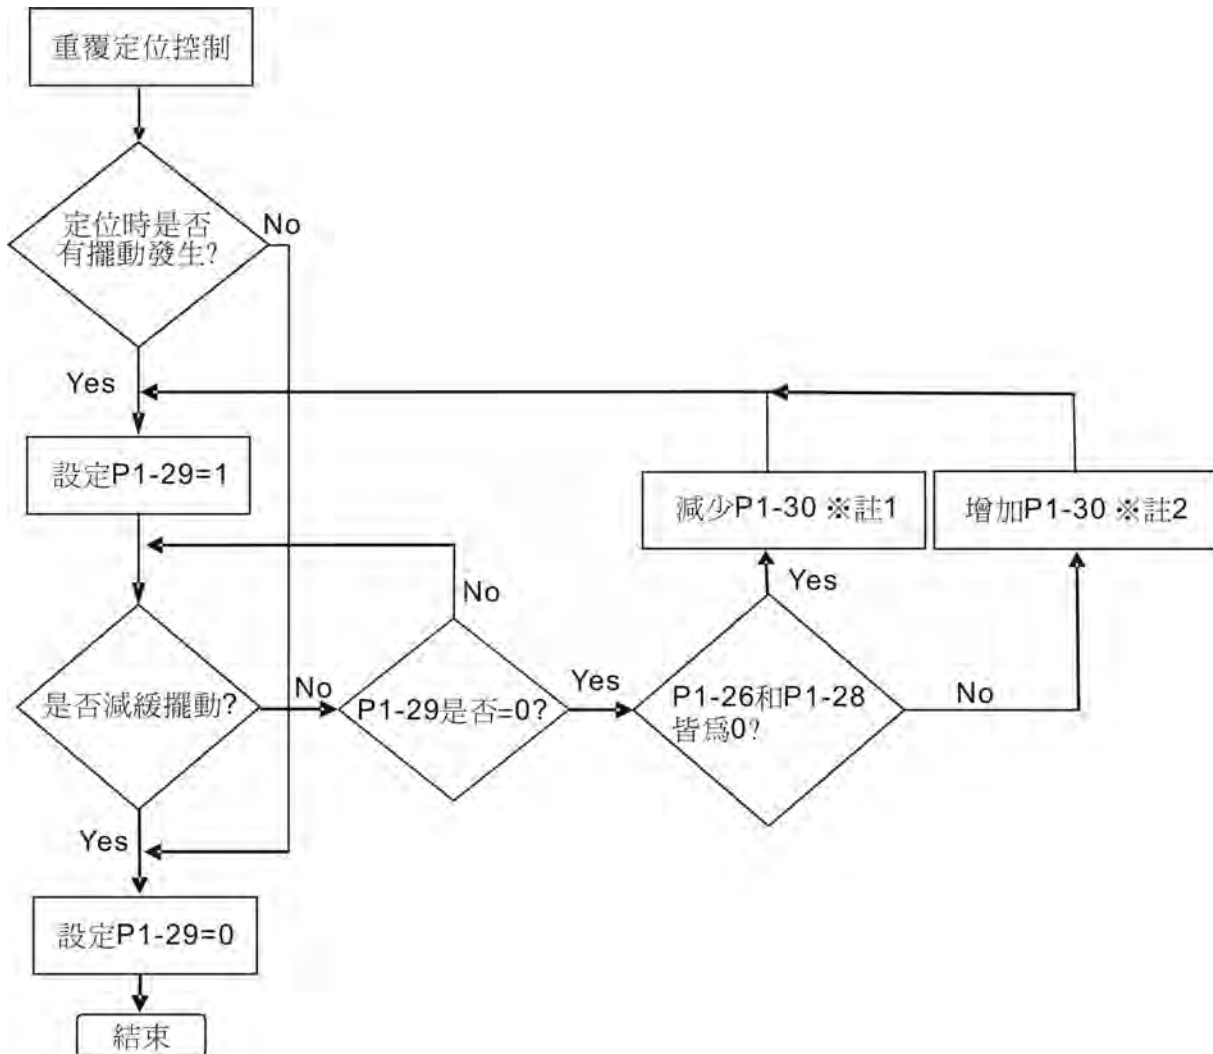 重覆定位控制
定位時是否
有擺動發生?
No
Yes
設定P1-29=1
減少P1-30 ※註1
增加P1-30 ※註2
No
Yes
是否減緩擺動?
No
P1-29是否=0?
Yes
P1-26和P1-28
皆爲0?
No
Yes
設定P1-29=0
結束